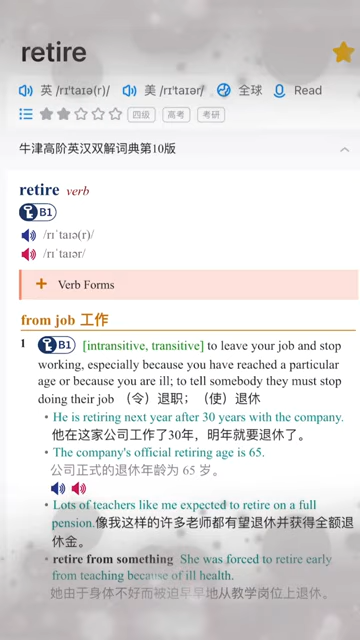 retire
英 /rɪˈtaɪə(r)/ 美 /rɪˈtaɪər/ 全球 Read
四级 高考 考研
牛津高阶英汉双解词典第10版
retire verb
B1
/rɪˈtaɪə(r)/
/rɪˈtaɪər/
+ Verb Forms
from job 工作
1 B1 [intransitive, transitive] to leave your job and stop
working, especially because you have reached a particular
age or because you are ill; to tell somebody they must stop
doing their job （令）退职；（使）退休
• He is retiring next year after 30 years with the company.
他在这家公司工作了30年，明年就要退休了。
• The company's official retiring age is 65.
公司正式的退休年龄为 65 岁。
• Lots of teachers like me expected to retire on a full
pension.像我这样的许多老师都有望退休并获得全额退
休金。
• retire from something She was forced to retire early
from teaching because of ill health.
她由于身体不好而被迫早早地从教学岗位上退休。